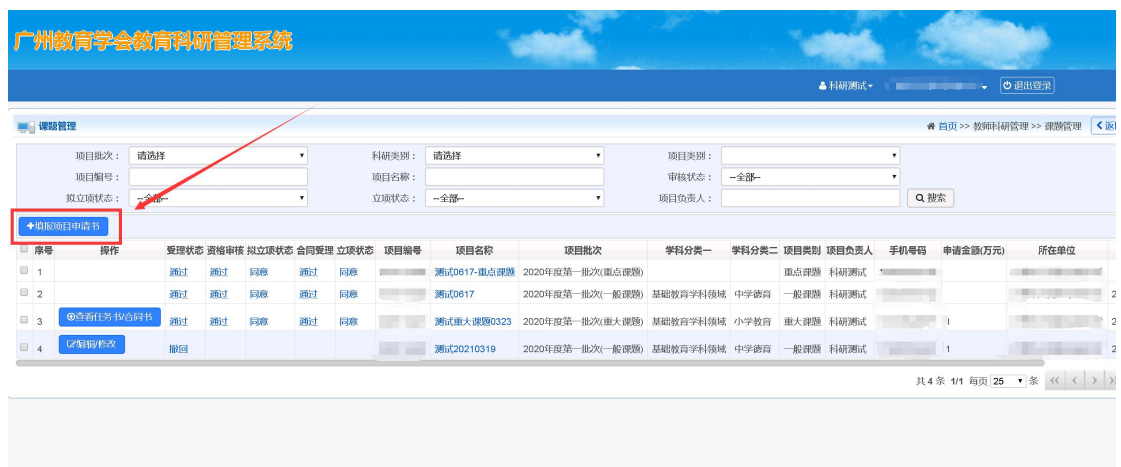 广州教育学会教育科研管理系统
科研测试 退出登录
课题管理 首页 >> 教师科研管理 >> 课题管理
项目批次： 请选择 科研类别： 请选择 项目类别：
项目编号： 项目名称： 审核状态： --全部--
拟立项状态： --全部-- 立项状态： --全部-- 项目负责人： 搜索
+填报项目申请书
序号 操作 受理状态 资格审核 拟立项状态 合同受理 立项状态 项目编号 项目名称 项目批次 学科分类一 学科分类二 项目类别 项目负责人 手机号码 申请金额(万元) 所在单位
1 通过 通过 同意 通过 同意 测试0617-重点课题 2020年度第一批次(重点课题) 重点课题 科研测试
2 通过 通过 同意 通过 同意 测试0617 2020年度第一批次(一般课题) 基础教育学科领域 中学德育 一般课题 科研测试 2
3 查看任务书/合同书 通过 通过 同意 通过 同意 测试重大课题0323 2020年度第一批次(重大课题) 基础教育学科领域 小学教育 重大课题 科研测试 1 2
4 编辑/修改 撤回 测试20210319 2020年度第一批次(一般课题) 基础教育学科领域 中学德育 一般课题 科研测试 1 2
共 4 条 1/1 每页 25 条